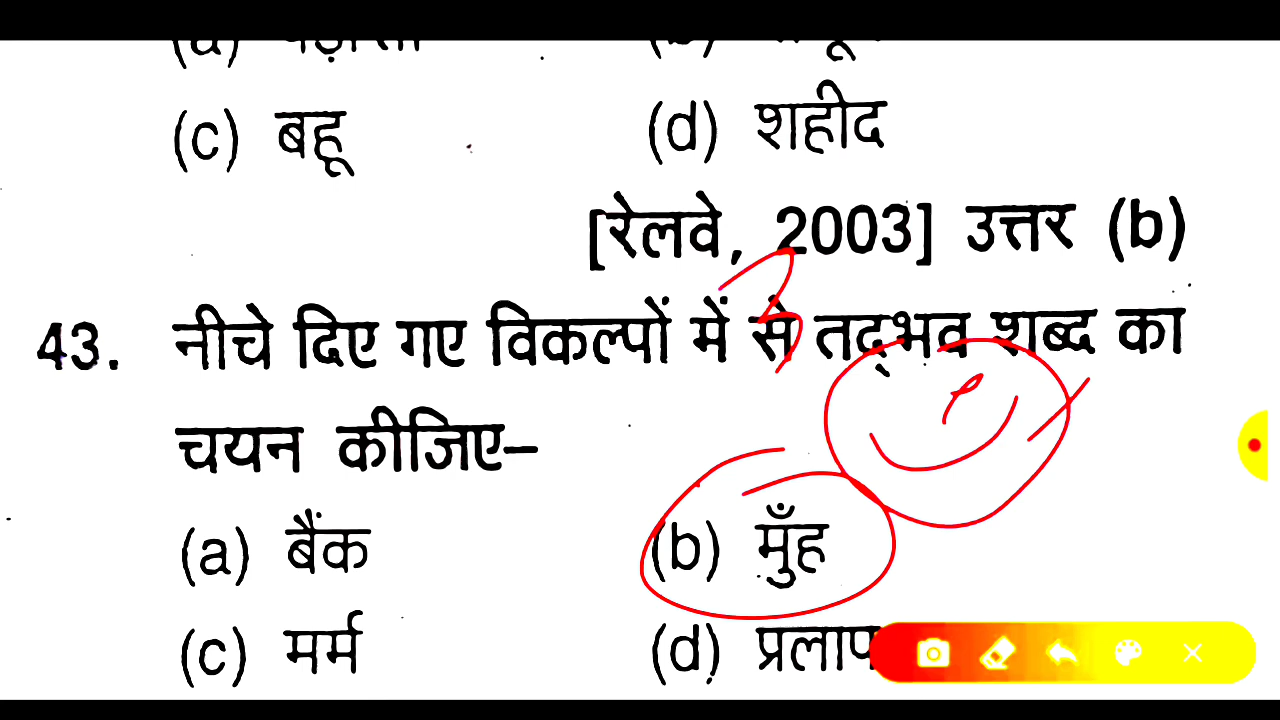 (c) बहू (d) शहीद
[रेलवे, 2003] उत्तर (b)
43. नीचे दिए गए विकल्पों में से तद्भव शब्द का
चयन कीजिए–
(a) बैंक (b) मुँह
(c) मर्म (d) प्रलाप